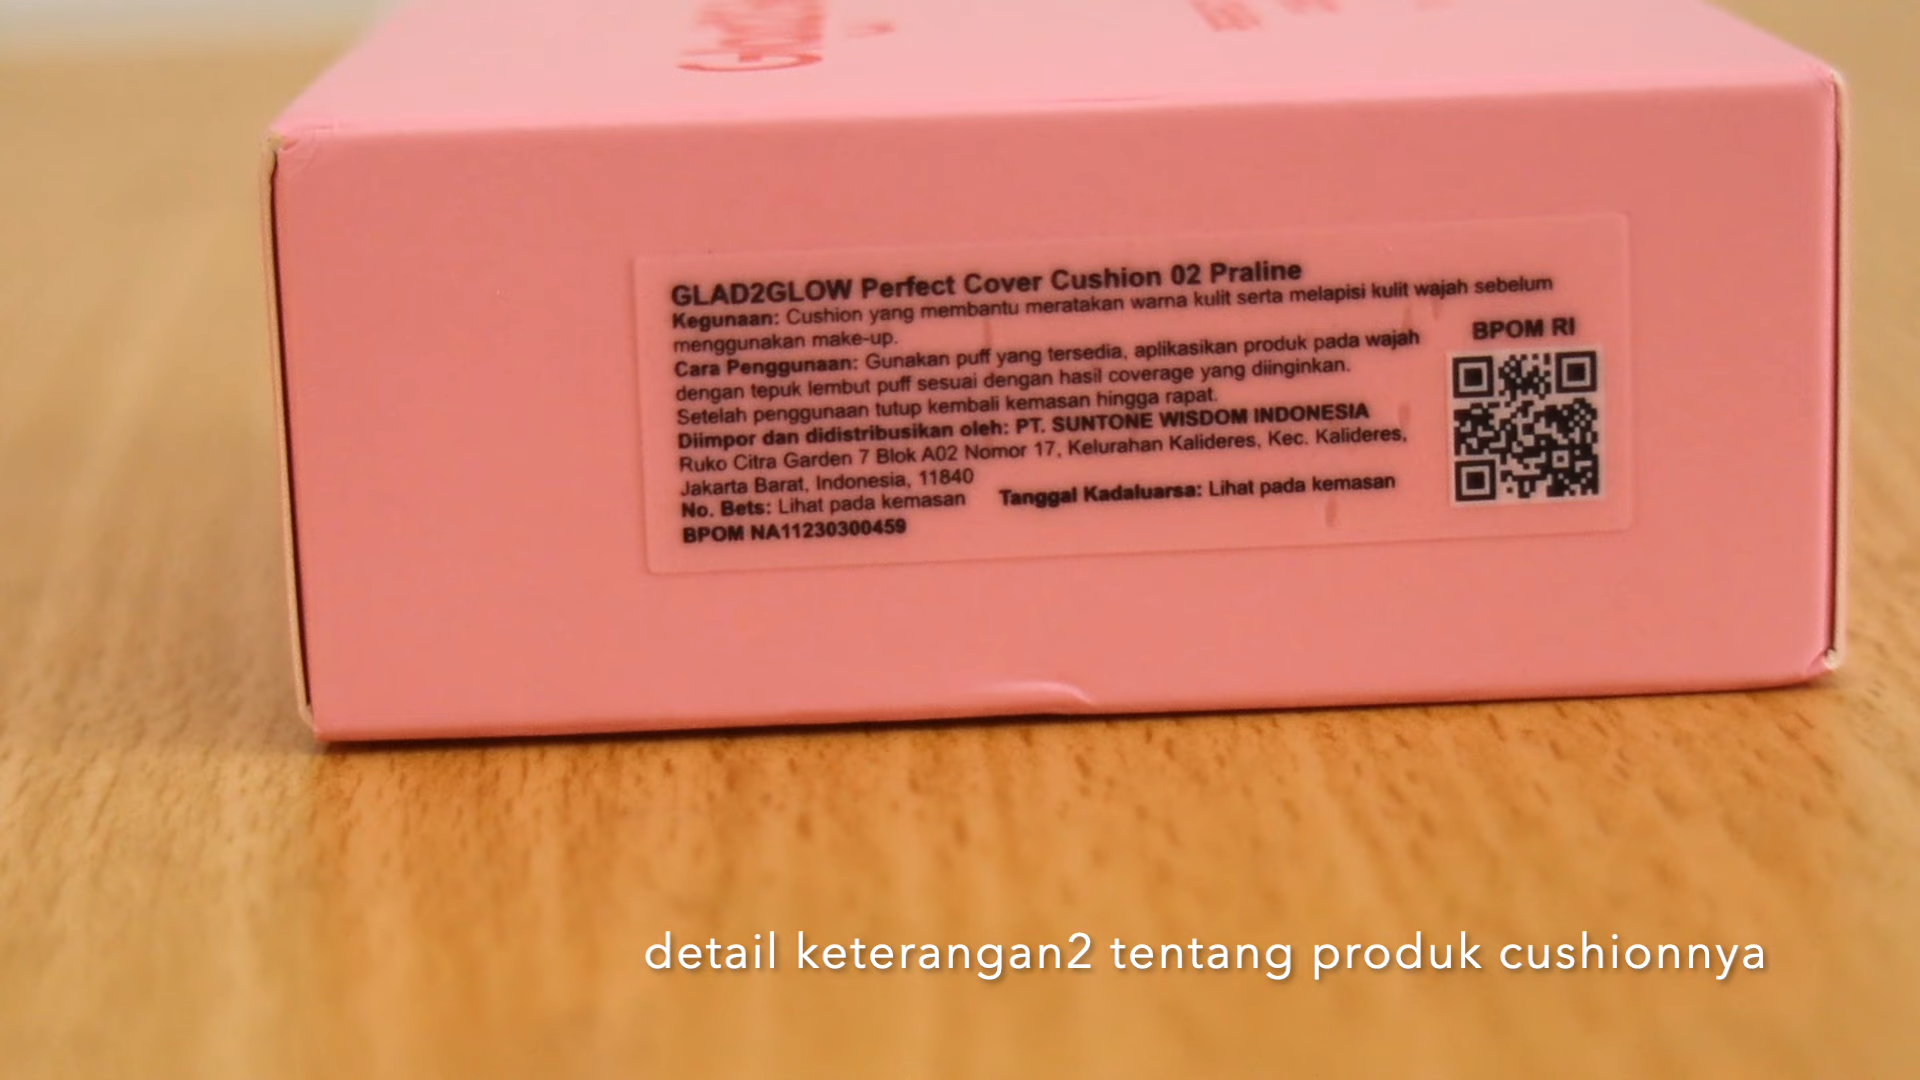 GLAD2GLOW Perfect Cover Cushion 02 Praline
Kegunaan: Cushion yang membantu meratakan warna kulit serta melapisi kulit wajah sebelum
menggunakan make-up.
Cara Penggunaan: Gunakan puff yang tersedia, aplikasikan produk pada wajah
dengan tepuk lembut puff sesuai dengan hasil coverage yang diinginkan.
Setelah penggunaan tutup kembali kemasan hingga rapat.
Diimpor dan didistribusikan oleh: PT. SUNTONE WISDOM INDONESIA
Ruko Citra Garden 7 Blok A02 Nomor 17, Kelurahan Kalideres, Kec. Kalideres,
Jakarta Barat, Indonesia, 11840
No. Bets: Lihat pada kemasan Tanggal Kadaluarsa: Lihat pada kemasan
BPOM NA11230300459
BPOM RI
detail keterangan2 tentang produk cushionnya